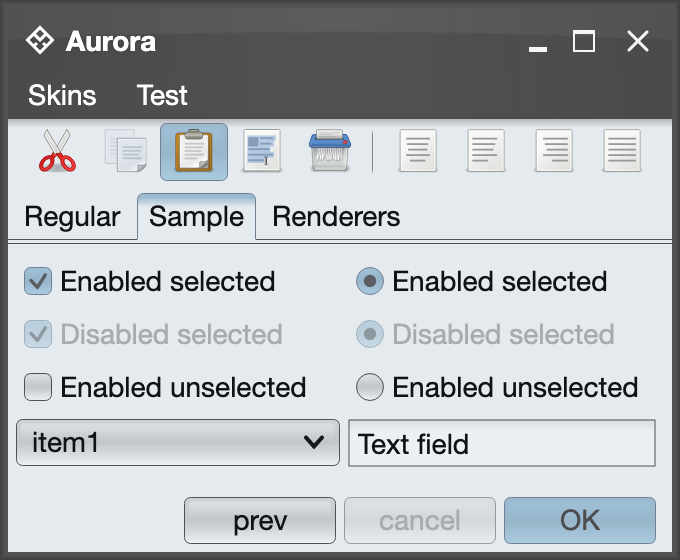 Aurora
Skins Test
Regular Sample Renderers
Enabled selected Enabled selected
Disabled selected Disabled selected
Enabled unselected Enabled unselected
item1 Text field
prev cancel OK